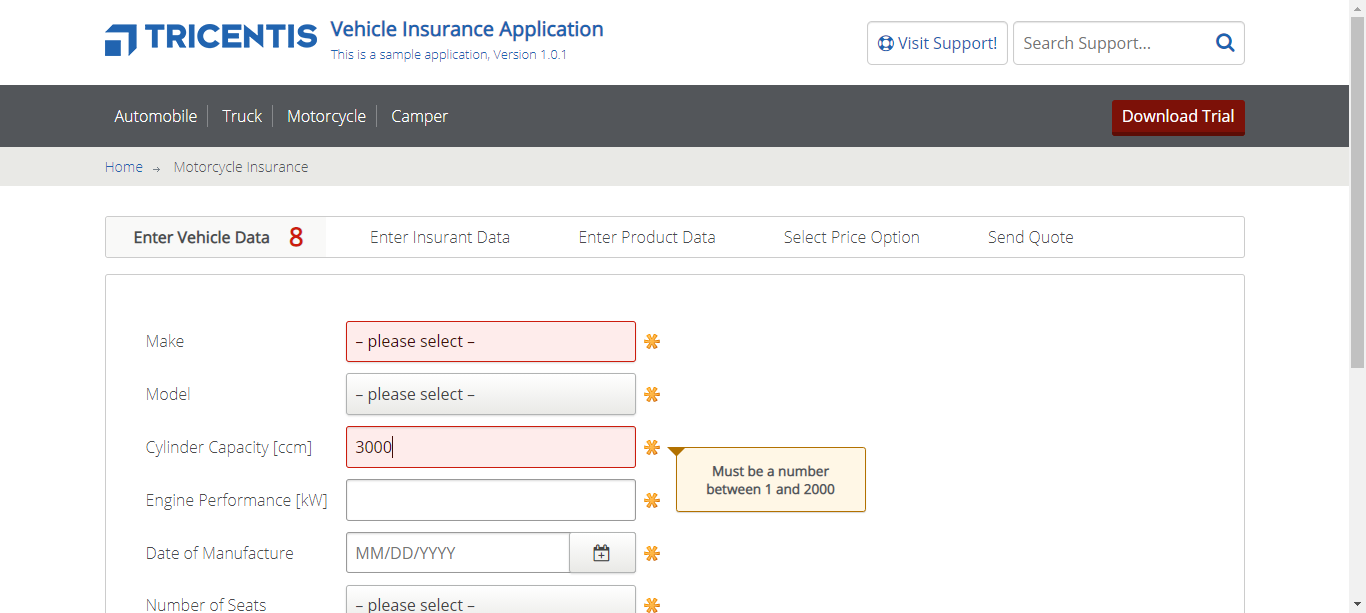 TRICENTIS
Vehicle Insurance Application
This is a sample application, Version 1.0.1
Visit Support!
Search Support...
Automobile
Truck
Motorcycle
Camper
Download Trial
Home → Motorcycle Insurance
Enter Vehicle Data 8
Enter Insurant Data
Enter Product Data
Select Price Option
Send Quote
Make
– please select –
Model
– please select –
Cylinder Capacity [ccm]
3000
Must be a number
between 1 and 2000
Engine Performance [kW]
Date of Manufacture
MM/DD/YYYY
Number of Seats
– please select –